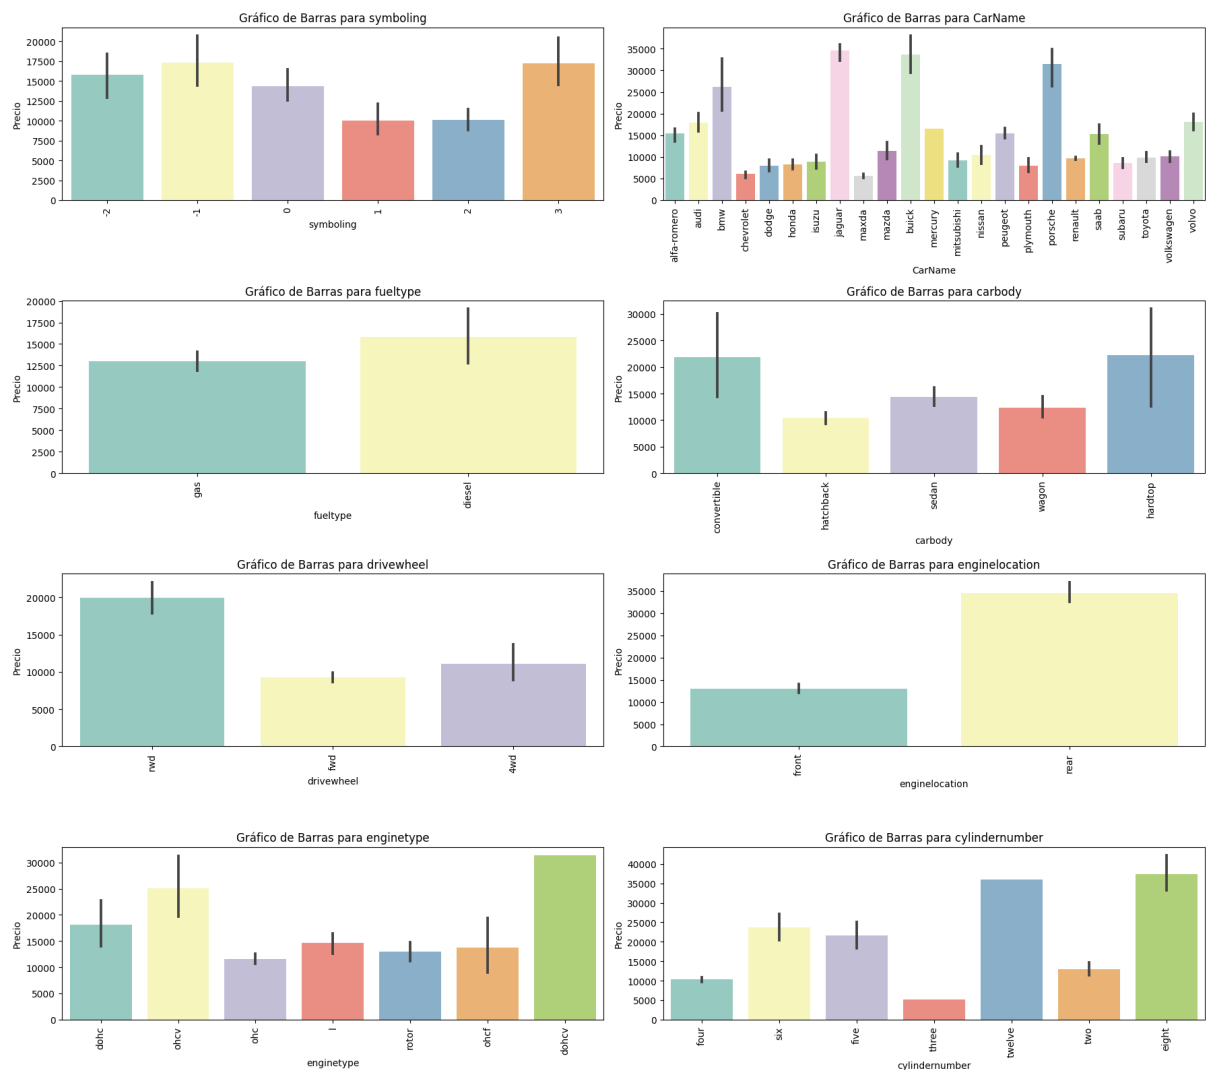 Gráfico de Barras para symboling
Precio
20000
17500
15000
12500
10000
7500
5000
2500
0
-2
-1
0
1
2
3
symboling
Gráfico de Barras para CarName
Precio
35000
30000
25000
20000
15000
10000
5000
0
alfa-romero
audi
bmw
chevrolet
dodge
honda
isuzu
jaguar
maxda
mazda
buick
mercury
mitsubishi
nissan
peugeot
plymouth
porsche
renault
saab
subaru
toyota
volkswagen
volvo
CarName
Gráfico de Barras para fueltype
Precio
20000
17500
15000
12500
10000
7500
5000
2500
0
gas
diesel
fueltype
Gráfico de Barras para carbody
Precio
30000
25000
20000
15000
10000
5000
0
convertible
hatchback
sedan
wagon
hardtop
carbody
Gráfico de Barras para drivewheel
Precio
20000
15000
10000
5000
0
rwd
fwd
4wd
drivewheel
Gráfico de Barras para enginelocation
Precio
35000
30000
25000
20000
15000
10000
5000
0
front
rear
enginelocation
Gráfico de Barras para enginetype
Precio
30000
25000
20000
15000
10000
5000
0
dohc
ohcv
ohc
l
rotor
ohcf
dohcv
enginetype
Gráfico de Barras para cylindernumber
Precio
40000
35000
30000
25000
20000
15000
10000
5000
0
four
six
five
three
twelve
two
eight
cylindernumber